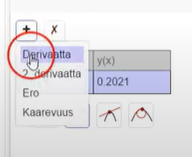 + X
Derivaatta
y(x)
2. derivaatta
0.2021
Ero
Kaarevuus